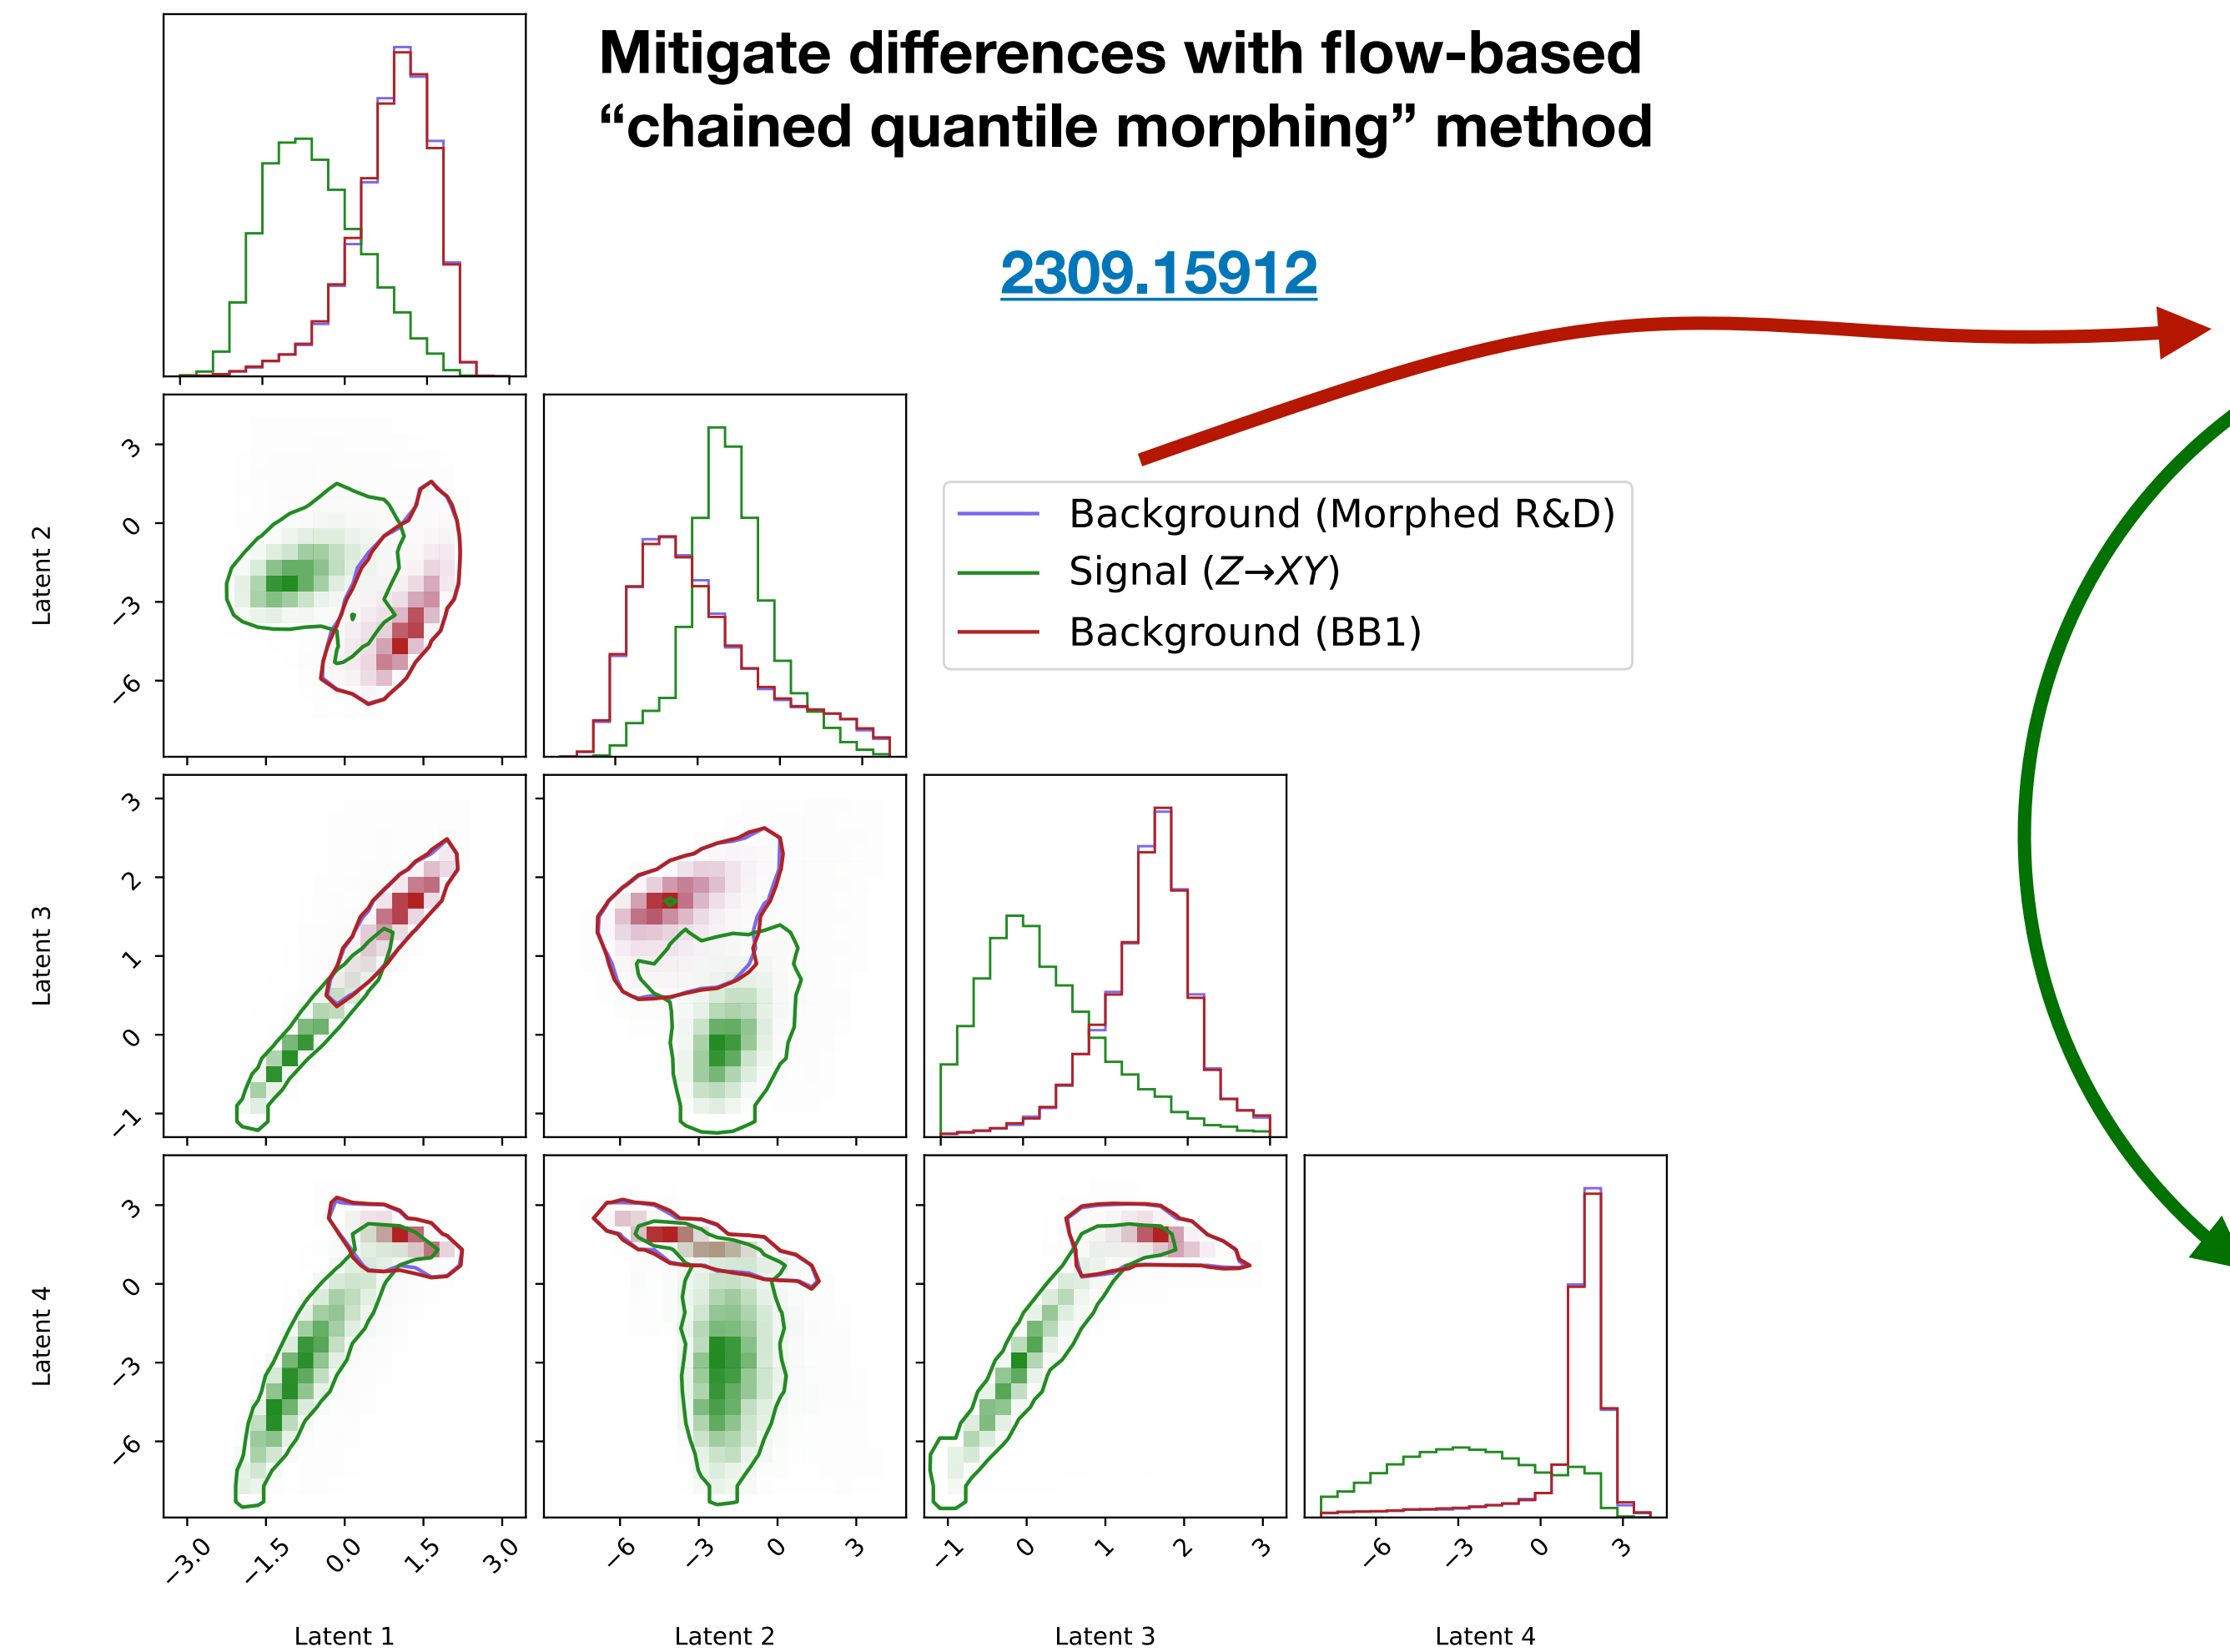 Mitigate differences with flow-based
“chained quantile morphing” method
2309.15912
Background (Morphed R&D)
Signal (Z→XY)
Background (BB1)
3
0
−3
−6
Latent 2
3
2
1
0
−1
Latent 3
3
0
−3
−6
Latent 4
−3.0 −1.5 0.0 1.5 3.0
−6 −3 0 3
−1 0 1 2 3
−6 −3 0 3
Latent 1 Latent 2 Latent 3 Latent 4